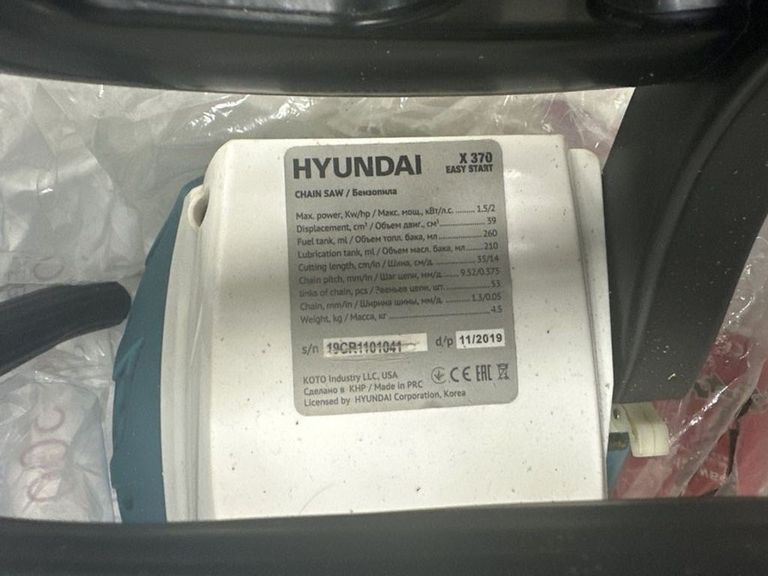 HYUNDAI X 370
EASY START
CHAIN SAW / Бензопила
Max. power, Kw/hp / Макс. мощ., кВт/л.с. ......... 1.5/2
Displacement, cm³ / Объем двиг., см³ ......... 39
Fuel tank, ml / Объем топл. бака, мл ......... 260
Lubrication tank, ml / Объем масл. бака, мл ......... 210
Cutting length, cm/in / Шина, см/д. ......... 35/14
Chain pitch, mm/in / Шаг цепи, мм/д. ......... 9.52/0.375
links of chain, pcs / Звеньев цепи, шт. ......... 53
Chain, mm/in / Ширина шины, мм/д. ......... 1.3/0.05
Weight, kg / Масса, кг ......... 4.5
s/n 19CR1101041 d/p 11/2019
KOTO Industry LLC, USA
Сделано в КНР / Made in PRC
Licensed by HYUNDAI Corporation, Korea
CE EAC